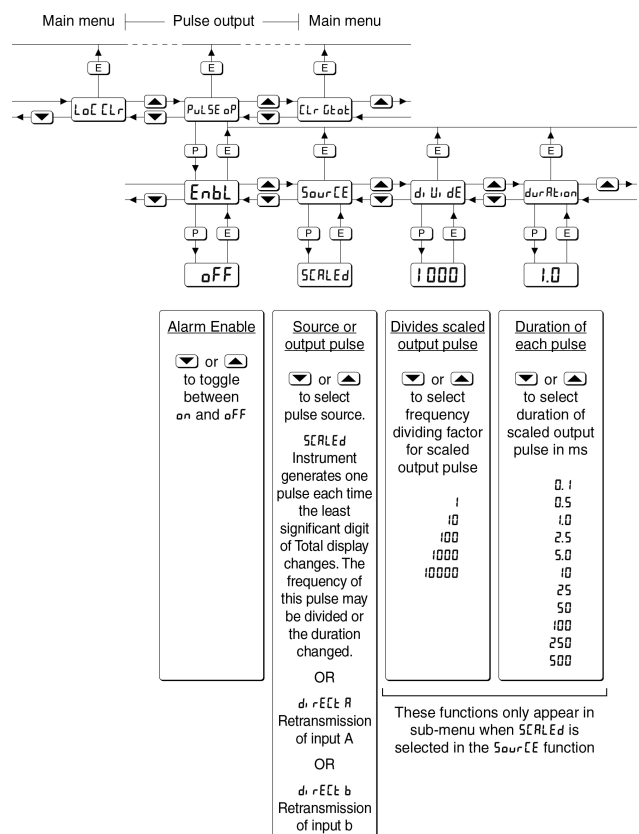 Main menu Pulse output Main menu
E E E
LoC CLr PuLSE oP CLr Gtot
P E E E E
EnbL SourCE di Ui dE durAtion
P E P E P E P E
oFF SCALEd 1000 1.0
Alarm Enable
or
to toggle
between
on and oFF
Source or
output pulse
or
to select
pulse source.
SCALEd
Instrument
generates one
pulse each time
the least
significant digit
of Total display
changes. The
frequency of
this pulse may
be divided or
the duration
changed.
OR
dirECt A
Retransmission
of input A
OR
dirECt b
Retransmission
of input b
Divides scaled
output pulse
or
to select
frequency
dividing factor
for scaled
output pulse
1
10
100
1000
10000
Duration of
each pulse
or
to select
duration of
scaled output
pulse in ms
0.1
0.5
1.0
2.5
5.0
10
25
50
100
250
500
These functions only appear in
sub-menu when SCALEd is
selected in the SourCE function